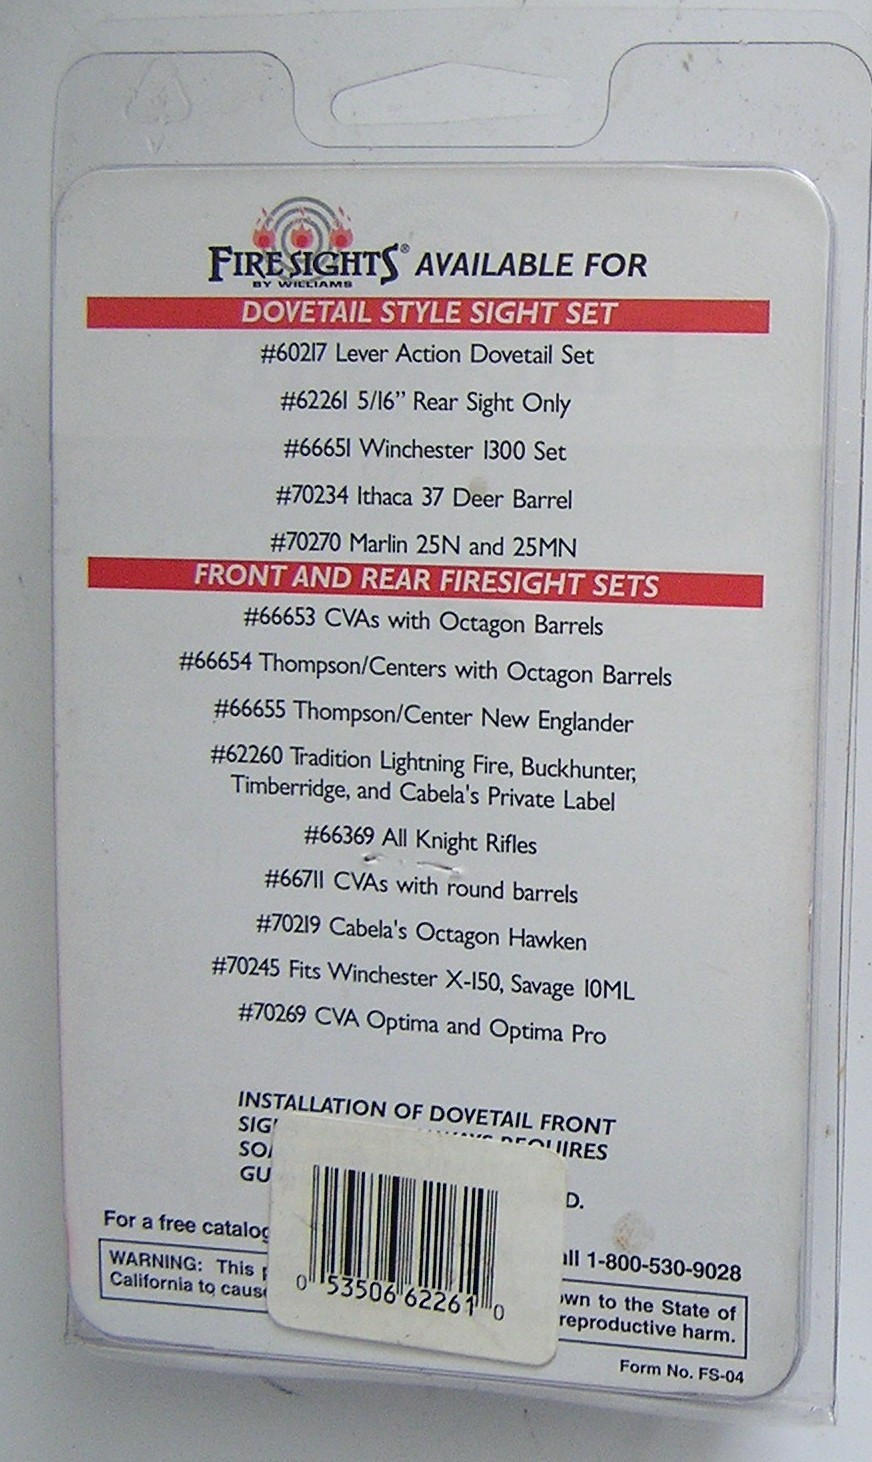 FIRESIGHTS® AVAILABLE FOR
BY WILLIAMS
DOVETAIL STYLE SIGHT SET
#60217 Lever Action Dovetail Set
#62261 5/16” Rear Sight Only
#66651 Winchester 1300 Set
#70234 Ithaca 37 Deer Barrel
#70270 Marlin 25N and 25MN
FRONT AND REAR FIRESIGHT SETS
#66653 CVAs with Octagon Barrels
#66654 Thompson/Centers with Octagon Barrels
#66655 Thompson/Center New Englander
#62260 Tradition Lightning Fire, Buckhunter,
Timberridge, and Cabela's Private Label
#66369 All Knight Rifles
#66711 CVAs with round barrels
#70219 Cabela's Octagon Hawken
#70245 Fits Winchester X-150, Savage 10ML
#70269 CVA Optima and Optima Pro
INSTALLATION OF DOVETAIL FRONT
REQUIRES
For a free catalog 1-800-530-9028
WARNING: This to the State of
California to cause reproductive harm.
0 53506 62261 0
Form No. FS-04